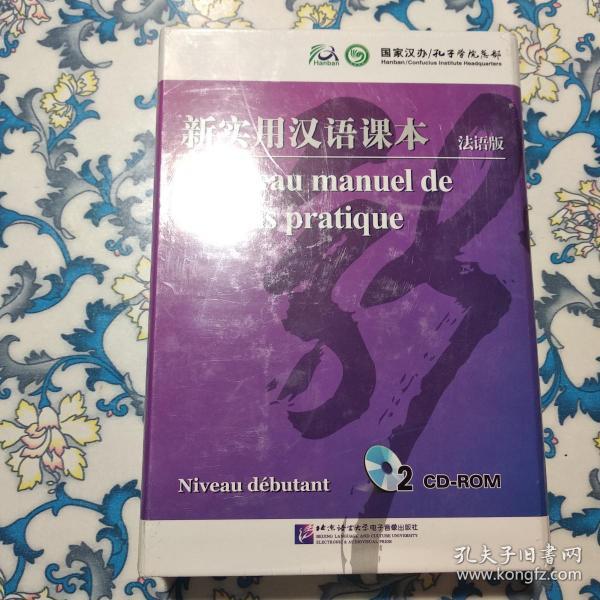 Hanban
国家汉办/孔子学院总部
Hanban/Confucius Institute Headquarters
新实用汉语课本 法语版
au manuel de
s pratique
Niveau débutant
2 CD-ROM
北京语言大学电子音像出版社
BEIJING LANGUAGE AND CULTURE UNIVERSITY
ELECTRONIC & AUDIOVISUAL PRESS
孔夫子旧书网
www.kongfz.com